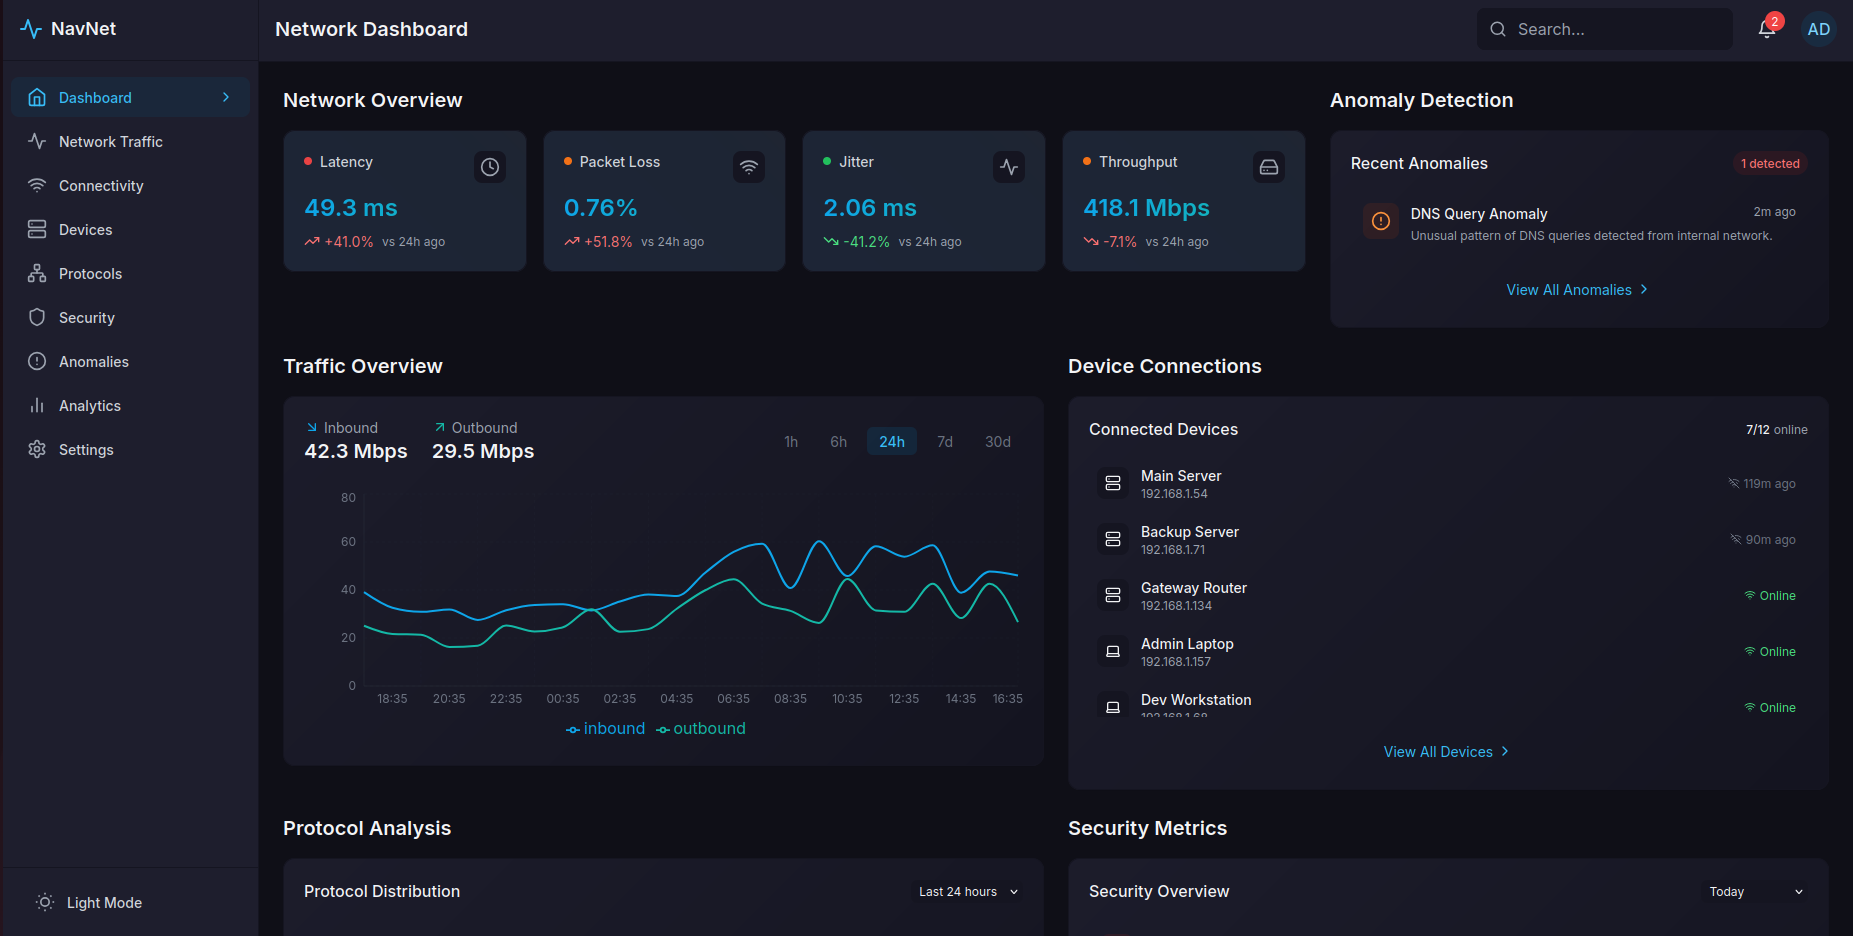 NavNet
Network Dashboard
Search...
2
AD
Dashboard
Network Traffic
Connectivity
Devices
Protocols
Security
Anomalies
Analytics
Settings
Light Mode
Network Overview
Latency
49.3 ms
+41.0% vs 24h ago
Packet Loss
0.76%
+51.8% vs 24h ago
Jitter
2.06 ms
-41.2% vs 24h ago
Throughput
418.1 Mbps
-7.1% vs 24h ago
Anomaly Detection
Recent Anomalies
1 detected
DNS Query Anomaly
2m ago
Unusual pattern of DNS queries detected from internal network.
View All Anomalies
Traffic Overview
Inbound
42.3 Mbps
Outbound
29.5 Mbps
1h 6h 24h 7d 30d
80
60
40
20
0
18:35 20:35 22:35 00:35 02:35 04:35 06:35 08:35 10:35 12:35 14:35 16:35
inbound outbound
Device Connections
Connected Devices
7/12 online
Main Server
192.168.1.54
119m ago
Backup Server
192.168.1.71
90m ago
Gateway Router
192.168.1.134
Online
Admin Laptop
192.168.1.157
Online
Dev Workstation
192.168.1.68
Online
View All Devices
Protocol Analysis
Protocol Distribution
Last 24 hours
Security Metrics
Security Overview
Today